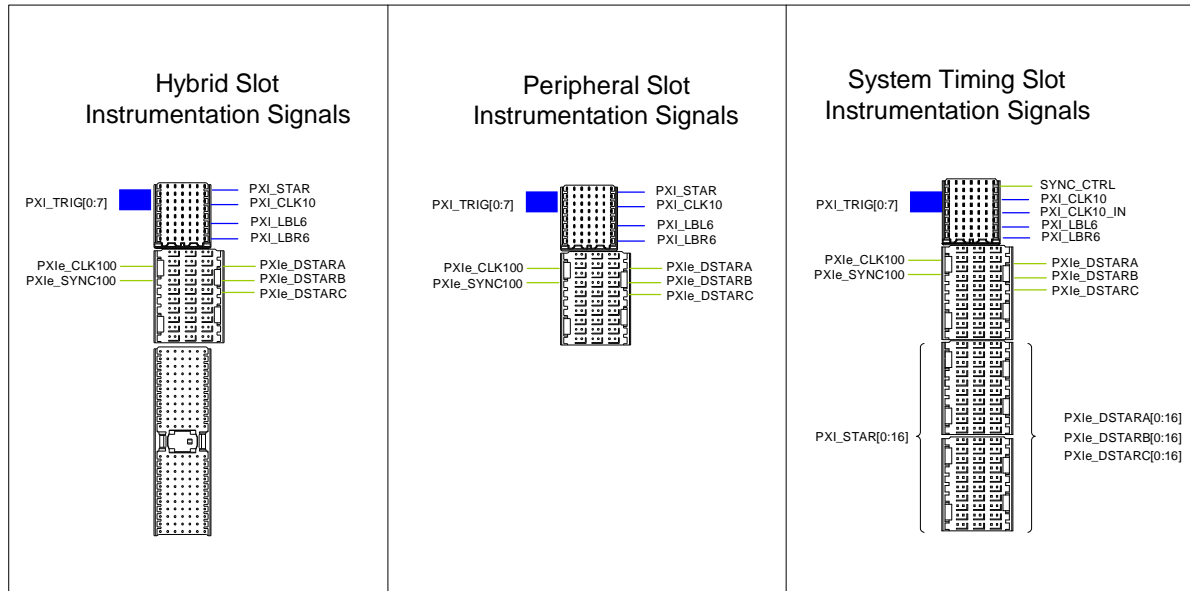 Hybrid Slot
Instrumentation Signals
PXI_TRIG[0:7]
PXI_STAR
PXI_CLK10
PXI_LBL6
PXI_LBR6
PXIe_CLK100
PXIe_SYNC100
PXIe_DSTARA
PXIe_DSTARB
PXIe_DSTARC
Peripheral Slot
Instrumentation Signals
PXI_TRIG[0:7]
PXI_STAR
PXI_CLK10
PXI_LBL6
PXI_LBR6
PXIe_CLK100
PXIe_SYNC100
PXIe_DSTARA
PXIe_DSTARB
PXIe_DSTARC
System Timing Slot
Instrumentation Signals
PXI_TRIG[0:7]
SYNC_CTRL
PXI_CLK10
PXI_CLK10_IN
PXI_LBL6
PXI_LBR6
PXIe_CLK100
PXIe_SYNC100
PXIe_DSTARA
PXIe_DSTARB
PXIe_DSTARC
PXI_STAR[0:16]
PXIe_DSTARA[0:16]
PXIe_DSTARB[0:16]
PXIe_DSTARC[0:16]